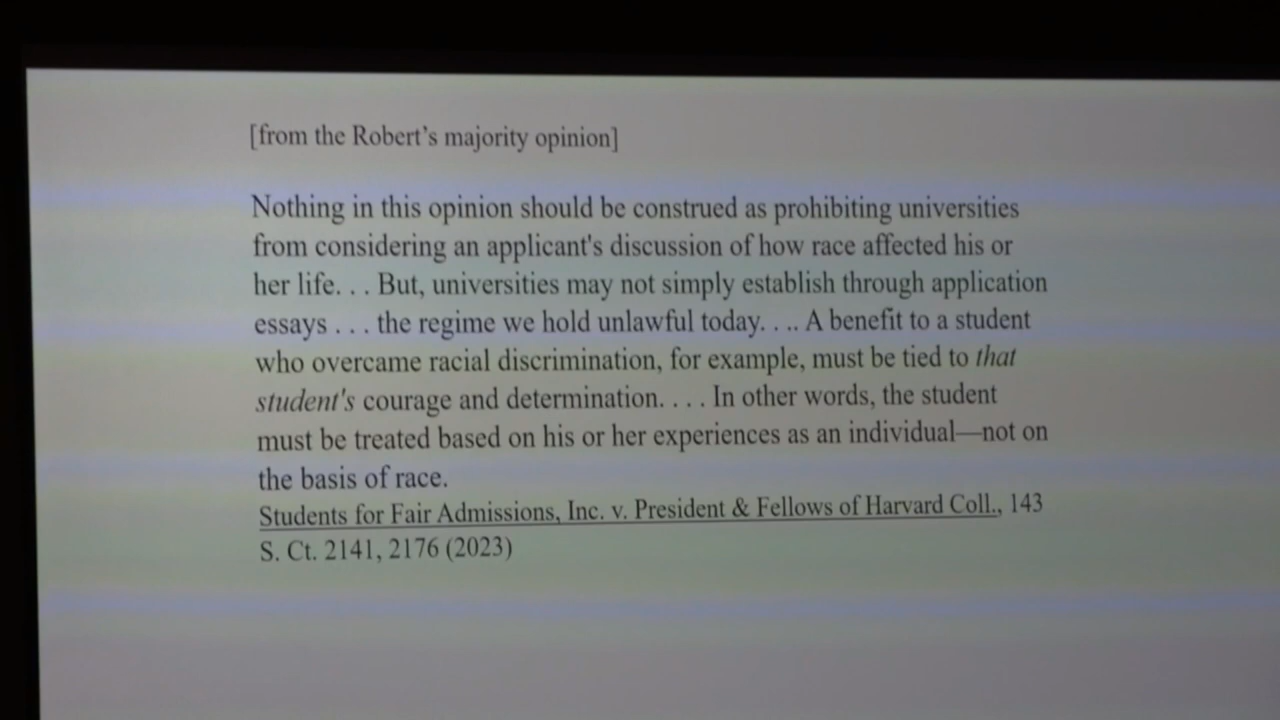 [from the Robert’s majority opinion]
Nothing in this opinion should be construed as prohibiting universities
from considering an applicant's discussion of how race affected his or
her life. . . But, universities may not simply establish through application
essays . . . the regime we hold unlawful today. . .. A benefit to a student
who overcame racial discrimination, for example, must be tied to that
student's courage and determination. . . . In other words, the student
must be treated based on his or her experiences as an individual—not on
the basis of race.
Students for Fair Admissions, Inc. v. President & Fellows of Harvard Coll., 143
S. Ct. 2141, 2176 (2023)